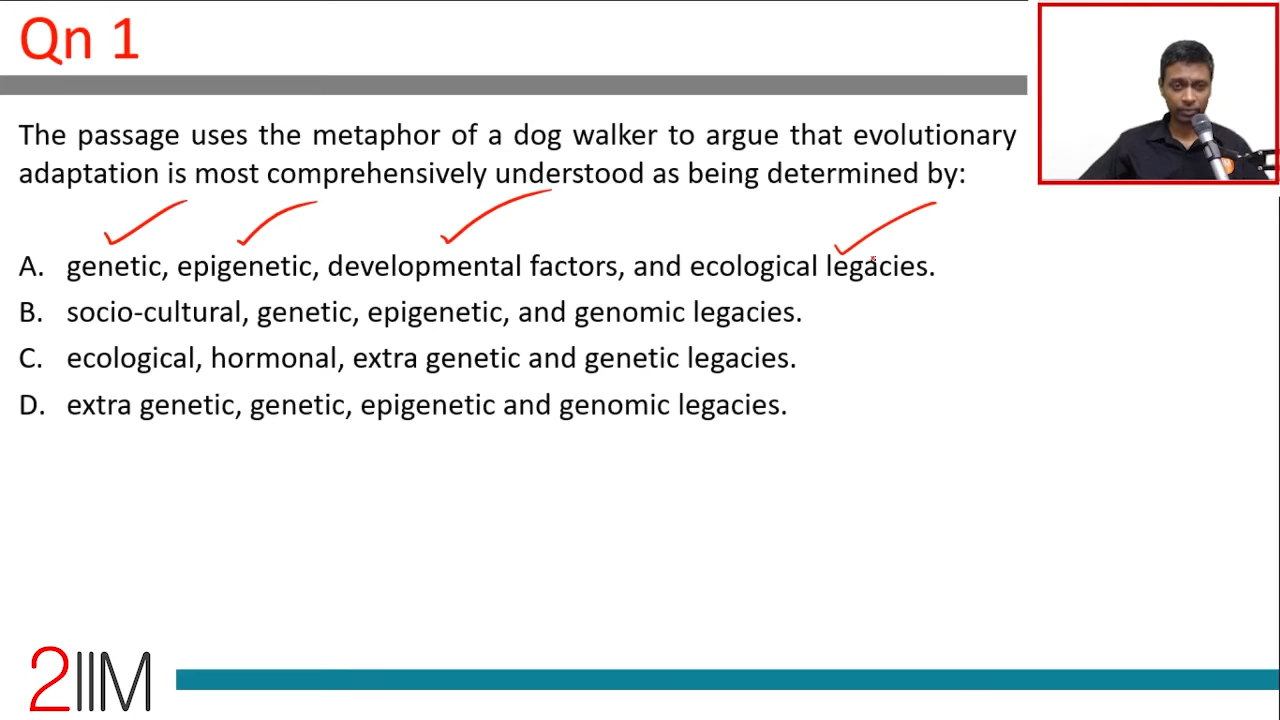 Qn 1
The passage uses the metaphor of a dog walker to argue that evolutionary
adaptation is most comprehensively understood as being determined by:
A. genetic, epigenetic, developmental factors, and ecological legacies.
B. socio-cultural, genetic, epigenetic, and genomic legacies.
C. ecological, hormonal, extra genetic and genetic legacies.
D. extra genetic, genetic, epigenetic and genomic legacies.
2IIM